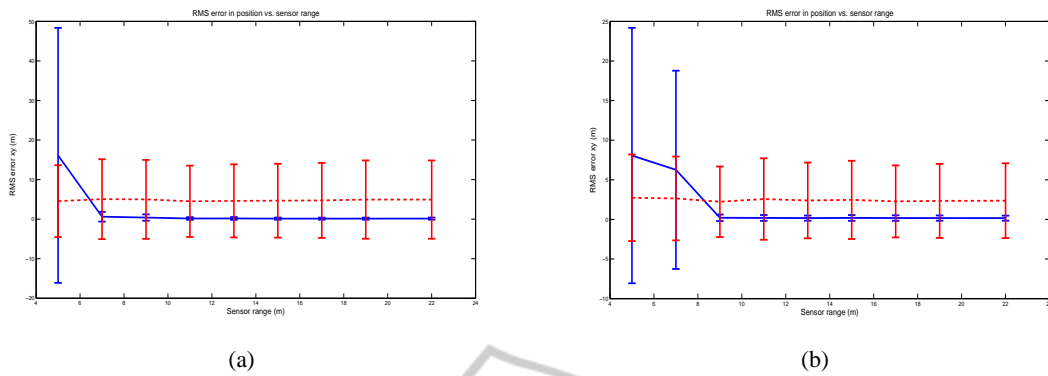 RMS error in position vs. sensor range
50
40
30
20
10
0
−10
−20
RMS error xy (m)
4 6 8 10 12 14 16 18 20 22 24
Sensor range (m)
(a)
RMS error in position vs. sensor range
25
20
15
10
5
0
−5
−10
RMS error xy (m)
4 6 8 10 12 14 16 18 20 22 24
Sensor range (m)
(b)